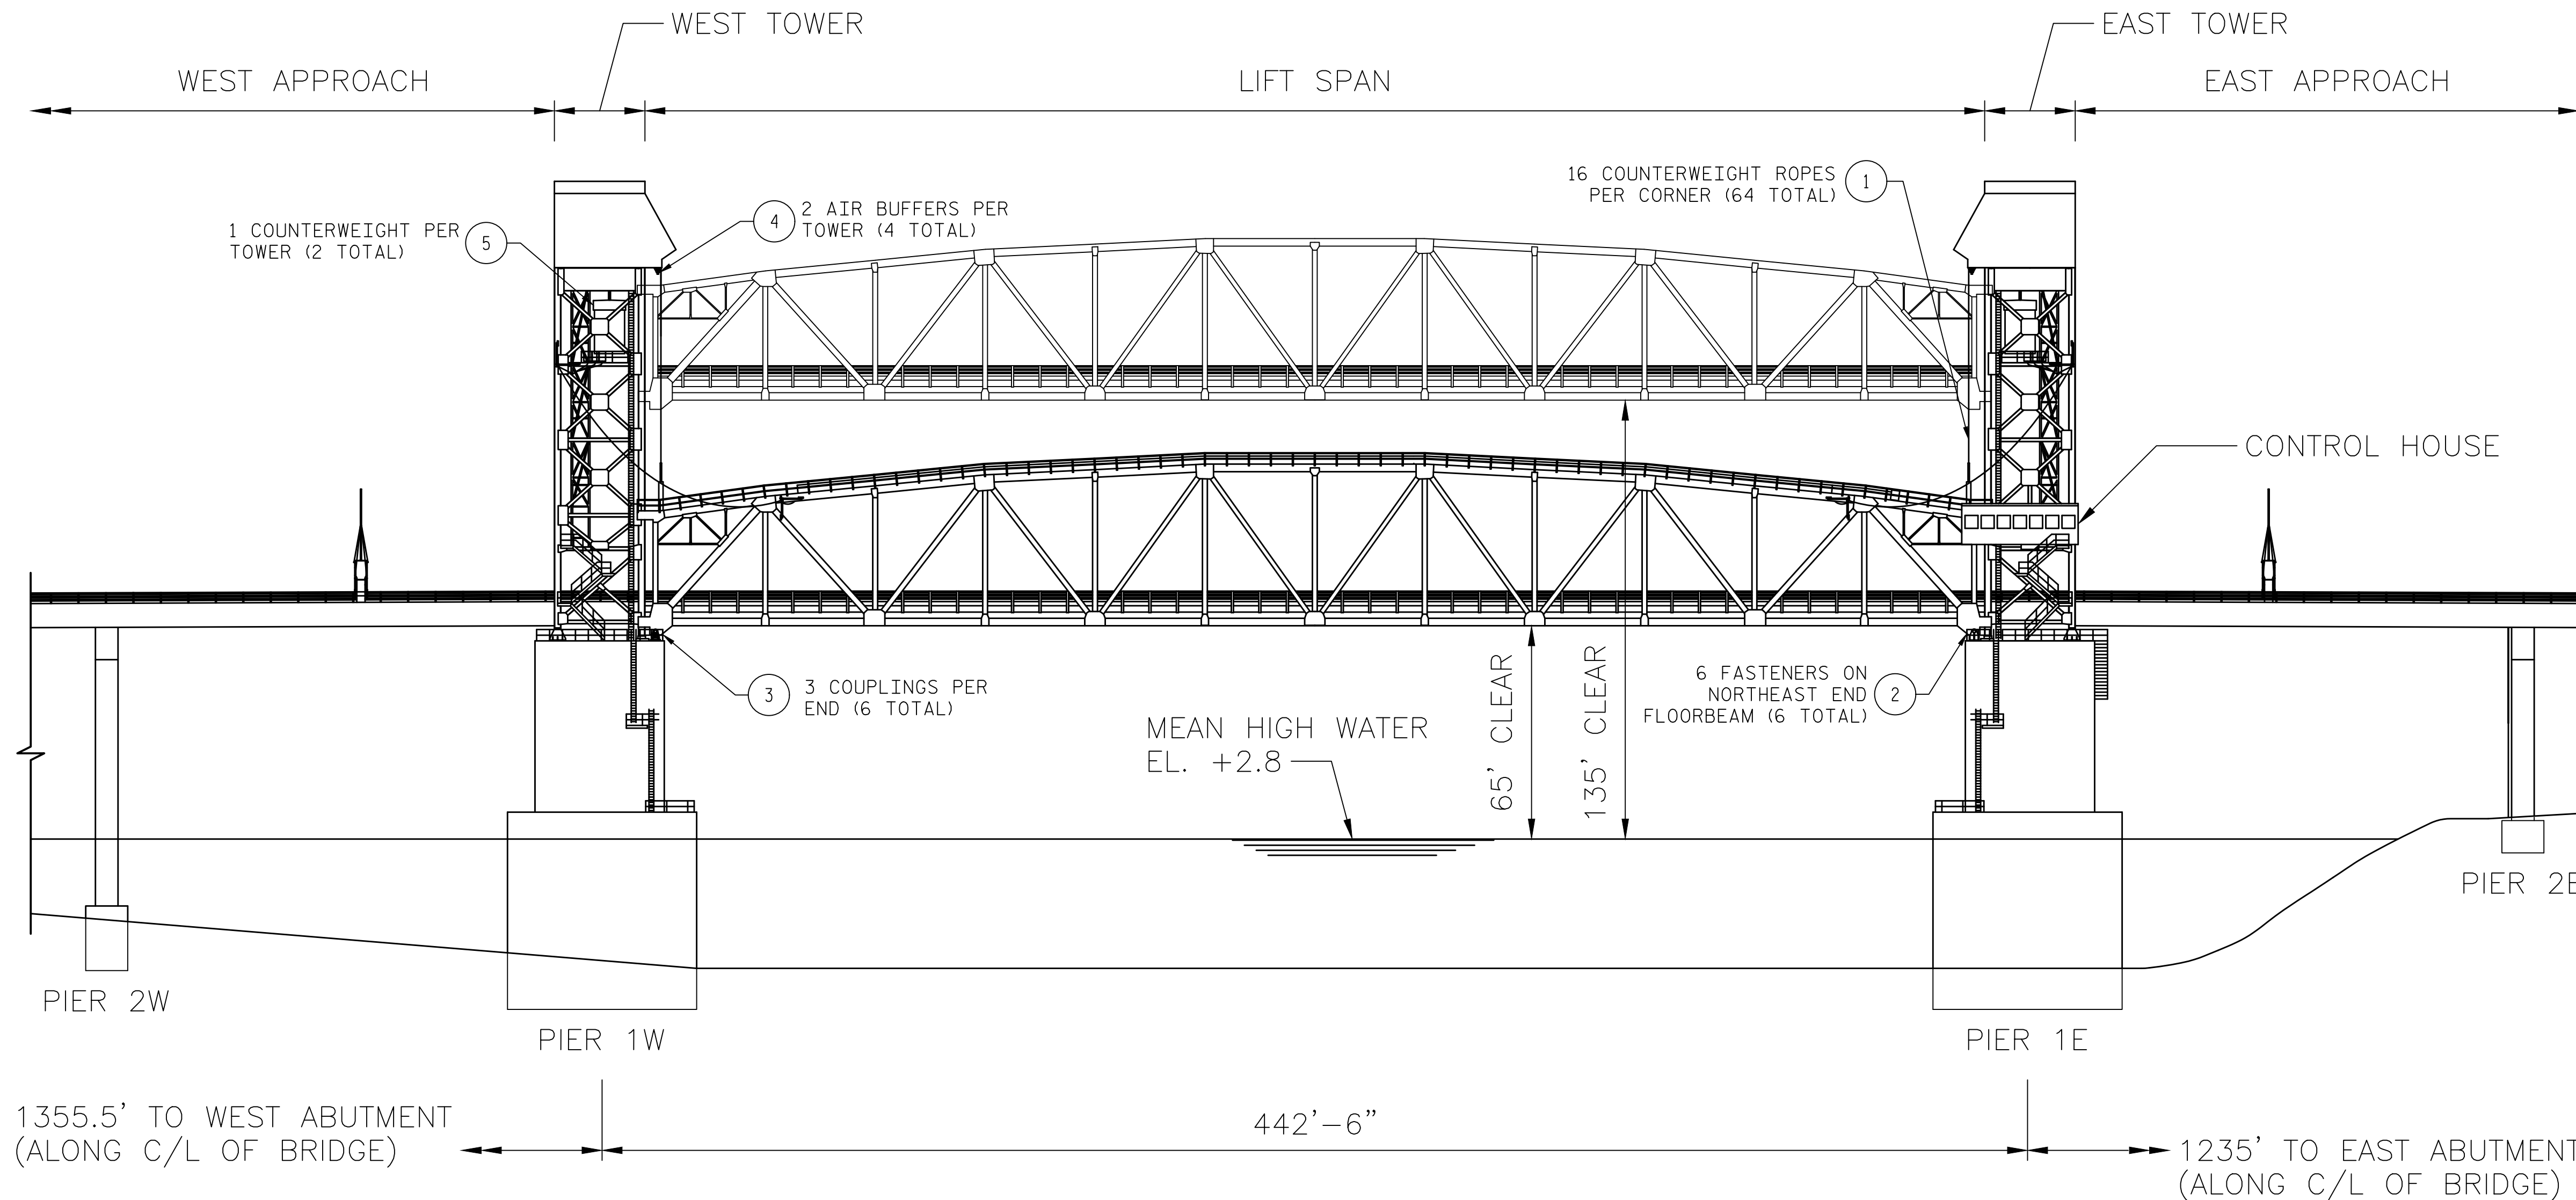 WEST TOWER
EAST TOWER
WEST APPROACH
LIFT SPAN
EAST APPROACH
16 COUNTERWEIGHT ROPES
PER CORNER (64 TOTAL)
1
2 AIR BUFFERS PER
TOWER (4 TOTAL)
4
1 COUNTERWEIGHT PER
TOWER (2 TOTAL)
5
CONTROL HOUSE
3
3 COUPLINGS PER
END (6 TOTAL)
6 FASTENERS ON
NORTHEAST END
FLOORBEAM (6 TOTAL)
2
65' CLEAR
135' CLEAR
MEAN HIGH WATER
EL. +2.8
PIER 2E
PIER 2W
PIER 1W
PIER 1E
1355.5' TO WEST ABUTMENT
(ALONG C/L OF BRIDGE)
442'-6"
1235' TO EAST ABUTMENT
(ALONG C/L OF BRIDGE)